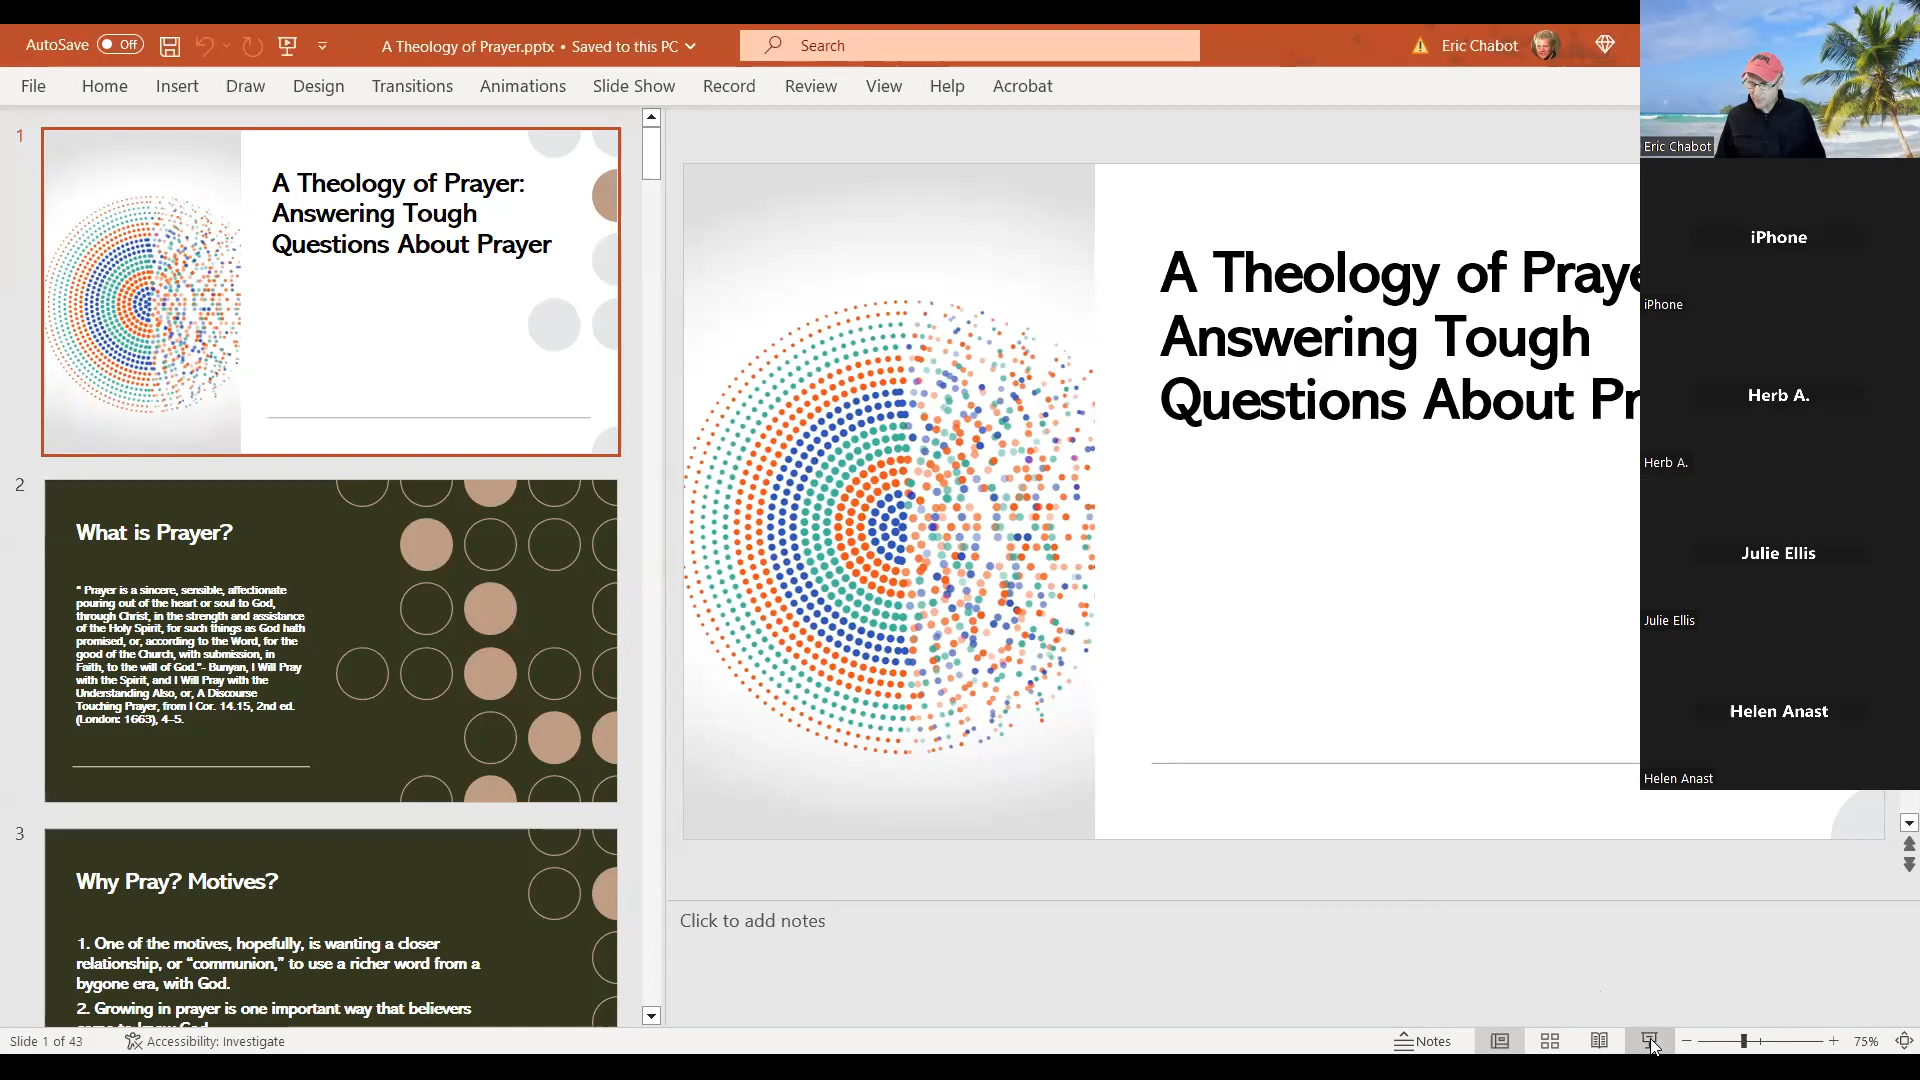 AutoSave Off
A Theology of Prayer.pptx • Saved to this PC
Search
Eric Chabot
File Home Insert Draw Design Transitions Animations Slide Show Record Review View Help Acrobat
1
A Theology of Prayer:
Answering Tough
Questions About Prayer
2
What is Prayer?
“ Prayer is a sincere, sensible, affectionate
pouring out of the heart or soul to God,
through Christ, in the strength and assistance
of the Holy Spirit, for such things as God hath
promised, or, according to the Word, for the
good of the Church, with submission, in
Faith, to the will of God.”- Bunyan, I Will Pray
with the Spirit, and I Will Pray with the
Understanding Also, or, A Discourse
Touching Prayer, from I Cor. 14.15, 2nd ed.
(London: 1663), 4–5.
3
Why Pray? Motives?
1. One of the motives, hopefully, is wanting a closer
relationship, or “communion,” to use a richer word from a
bygone era, with God.
2. Growing in prayer is one important way that believers
A Theology of Praye
Answering Tough
Questions About Pr
Click to add notes
Eric Chabot
iPhone
iPhone
Herb A.
Herb A.
Julie Ellis
Julie Ellis
Helen Anast
Helen Anast
Slide 1 of 43
Accessibility: Investigate
Notes
75%